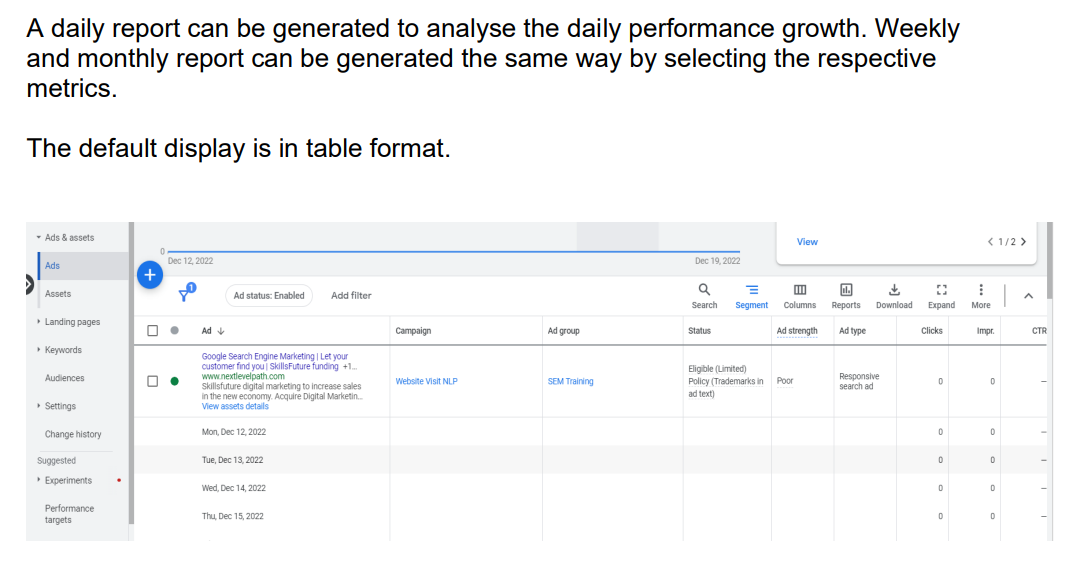 A daily report can be generated to analyse the daily performance growth. Weekly
and monthly report can be generated the same way by selecting the respective
metrics.
The default display is in table format.
Ads & assets
Ads
Assets
Landing pages
Keywords
Audiences
Settings
Change history
Suggested
Experiments
Performance
targets
0
Dec 12, 2022 Dec 19, 2022
View 1 / 2
1 Ad status: Enabled Add filter
Search Segment Columns Reports Download Expand More
Ad Campaign Ad group Status Ad strength Ad type Clicks Impr. CTR
Google Search Engine Marketing | Let your
customer find you | SkillsFuture funding +1...
www.nextlevelpath.com
Skillsfuture digital marketing to increase sales
in the new economy. Acquire Digital Marketin...
View assets details
Website Visit NLP
SEM Training
Eligible (Limited)
Policy (Trademarks in
ad text)
Poor
Responsive
search ad
0 0 –
Mon, Dec 12, 2022 0 0 –
Tue, Dec 13, 2022 0 0 –
Wed, Dec 14, 2022 0 0 –
Thu, Dec 15, 2022 0 0 –